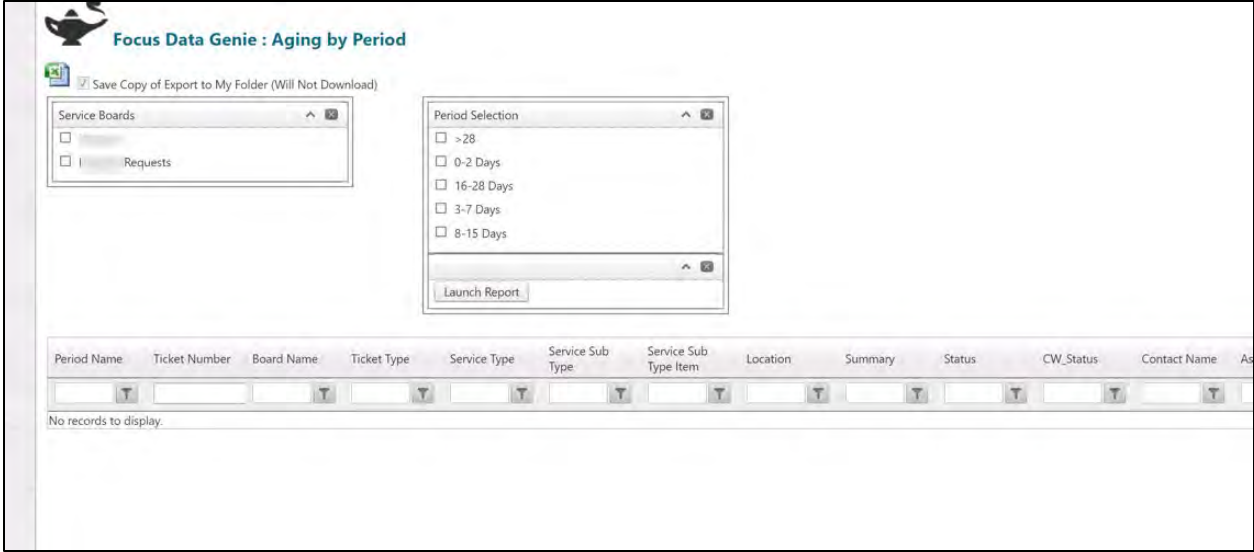 Focus Data Genie : Aging by Period
Save Copy of Export to My Folder (Will Not Download)
Service Boards
Requests
Period Selection
>28
0-2 Days
16-28 Days
3-7 Days
8-15 Days
Launch Report
Period Name Ticket Number Board Name Ticket Type Service Type Service Sub Type Service Sub Type Item Location Summary Status CW_Status Contact Name As
No records to display.